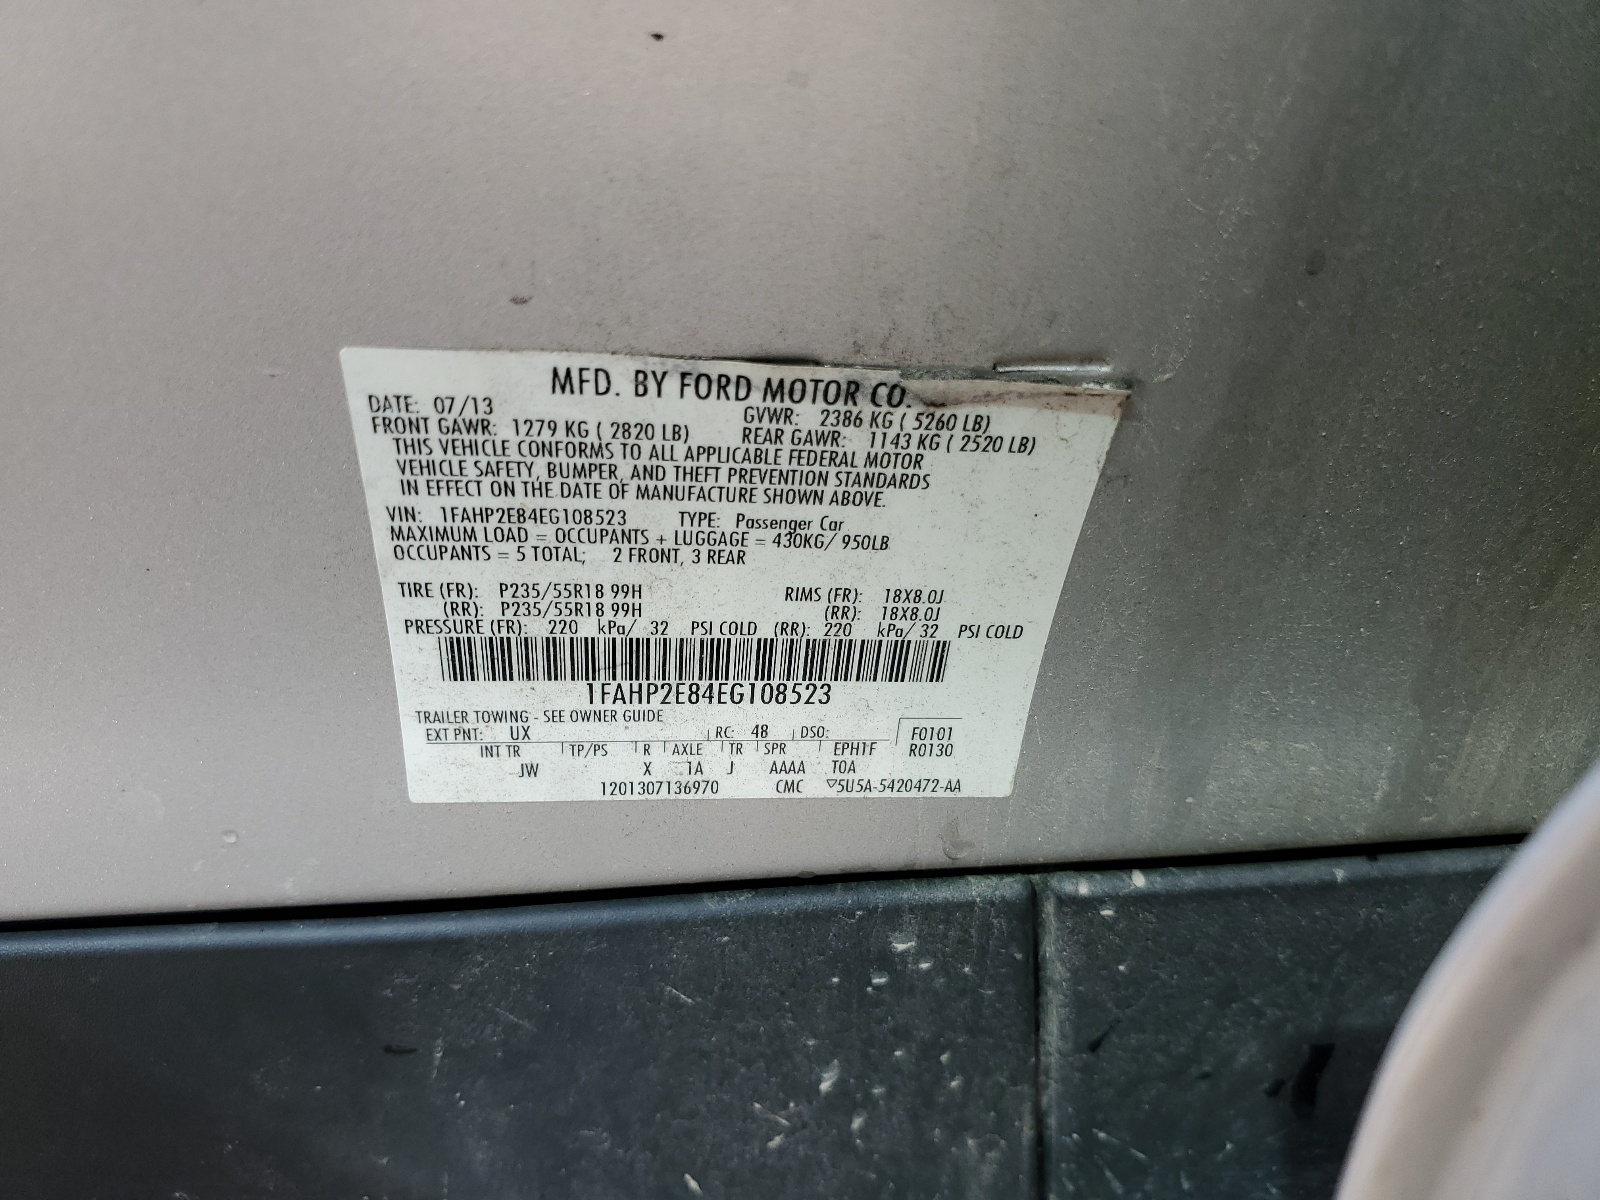 MFD. BY FORD MOTOR CO.
DATE: 07/13 GVWR: 2386 KG ( 5260 LB)
FRONT GAWR: 1279 KG ( 2820 LB) REAR GAWR: 1143 KG ( 2520 LB)
THIS VEHICLE CONFORMS TO ALL APPLICABLE FEDERAL MOTOR
VEHICLE SAFETY, BUMPER, AND THEFT PREVENTION STANDARDS
IN EFFECT ON THE DATE OF MANUFACTURE SHOWN ABOVE.
VIN: 1FAHP2E84EG108523 TYPE: Passenger Car
MAXIMUM LOAD = OCCUPANTS + LUGGAGE = 430KG/ 950LB
OCCUPANTS = 5 TOTAL; 2 FRONT, 3 REAR
TIRE (FR): P235/55R18 99H RIMS (FR): 18X8.0J
(RR): P235/55R18 99H (RR): 18X8.0J
PRESSURE (FR): 220 kPa/ 32 PSI COLD (RR): 220 kPa/ 32 PSI COLD
1FAHP2E84EG108523
TRAILER TOWING - SEE OWNER GUIDE
EXT PNT: UX RC: 48 DSO: F0101
INT TR TP/PS R AXLE TR SPR EPH1F R0130
JW X 1A J AAAA T0A
1201307136970 CMC ▽5U5A-5420472-AA